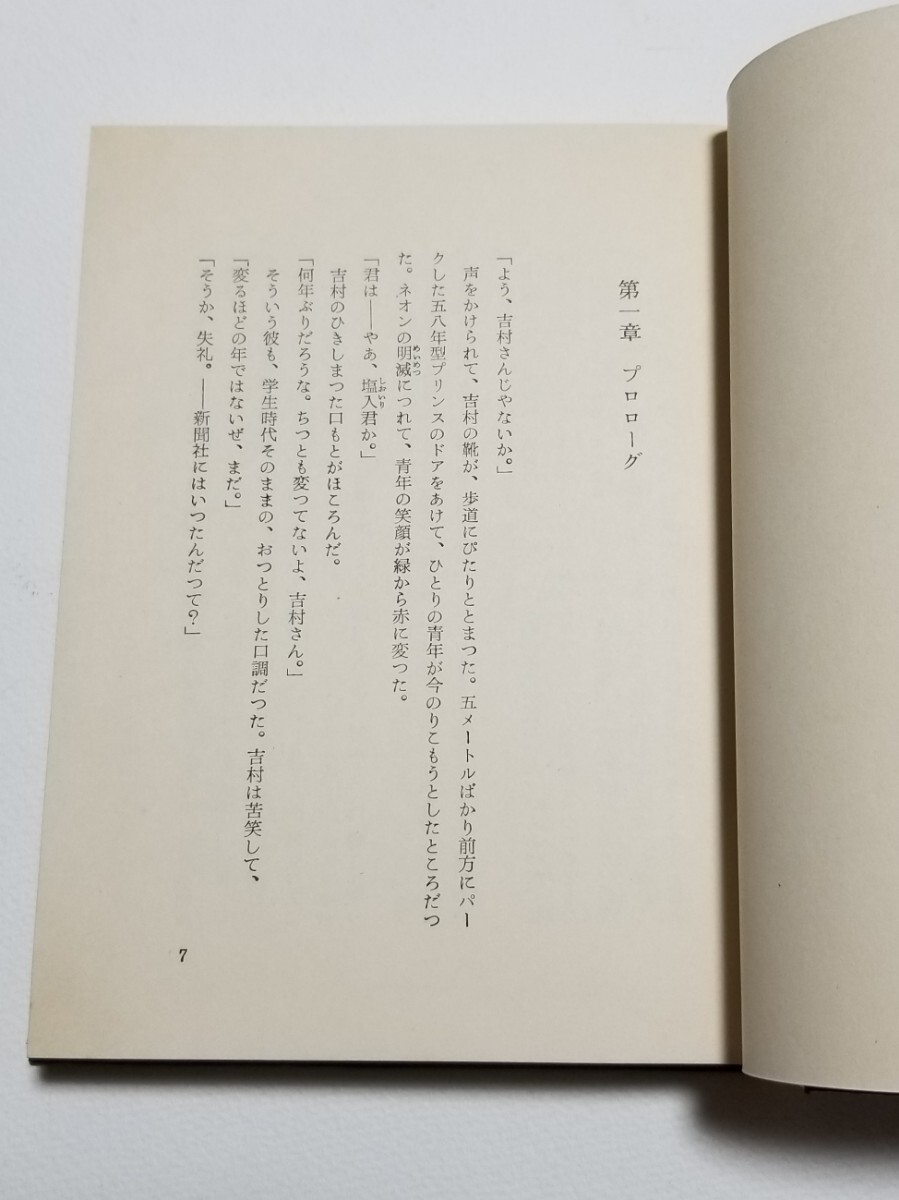 第一章　プロローグ
「よう、吉村さんじゃないか。」
声をかけられて、吉村の靴が、歩道にぴたりととまつた。五メートルばかり前方にパー
クした五八年型プリンスのドアをあけて、ひとりの青年が今のりこもうとしたところだつ
た。ネオンの明滅につれて、青年の笑顔が緑から赤に変つた。
めいめつ
「君は――やあ、塩入君か。」
しおいり
吉村のひきしまつた口もとがほころんだ。
「何年ぶりだろうな。ちつとも変つてないよ、吉村さん。」
そういう彼も、学生時代そのままの、おつとりした口調だつた。吉村は苦笑して、
「変るほどの年ではないぜ、まだ。」
「そうか、失礼。――新聞社にはいつたんだつて？」
7